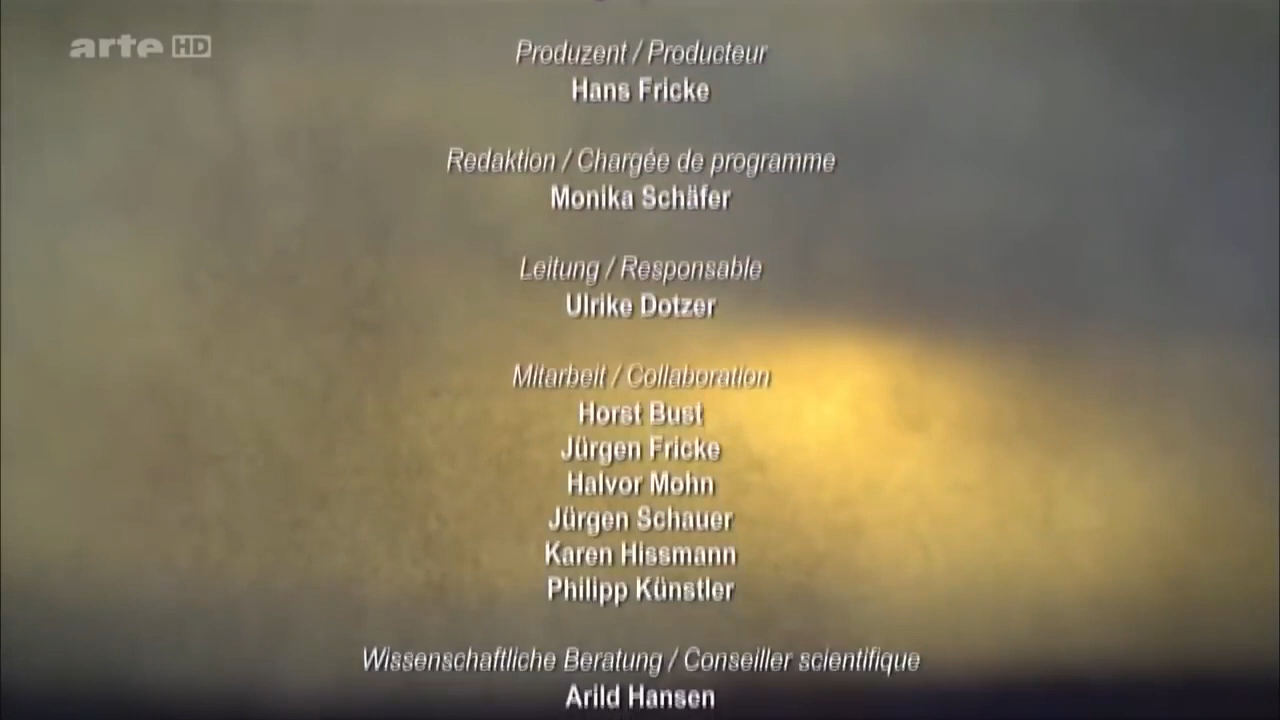 arte HD
Produzent / Producteur
Hans Fricke
Redaktion / Chargée de programme
Monika Schäfer
Leitung / Responsable
Ulrike Dotzer
Mitarbeit / Collaboration
Horst Bust
Jürgen Fricke
Halvor Mohn
Jürgen Schauer
Karen Hissmann
Philipp Künstler
Wissenschaftliche Beratung / Conseiller scientifique
Arild Hansen